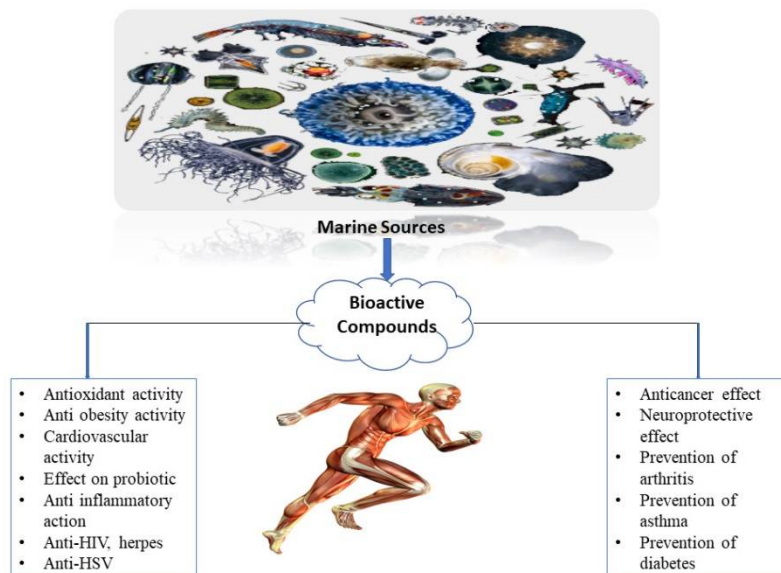 Marine Sources
Bioactive
Compounds
• Antioxidant activity
• Anti obesity activity
• Cardiovascular
activity
• Effect on probiotic
• Anti inflammatory
action
• Anti-HIV, herpes
• Anti-HSV
• Anticancer effect
• Neuroprotective
effect
• Prevention of
arthritis
• Prevention of
asthma
• Prevention of
diabetes